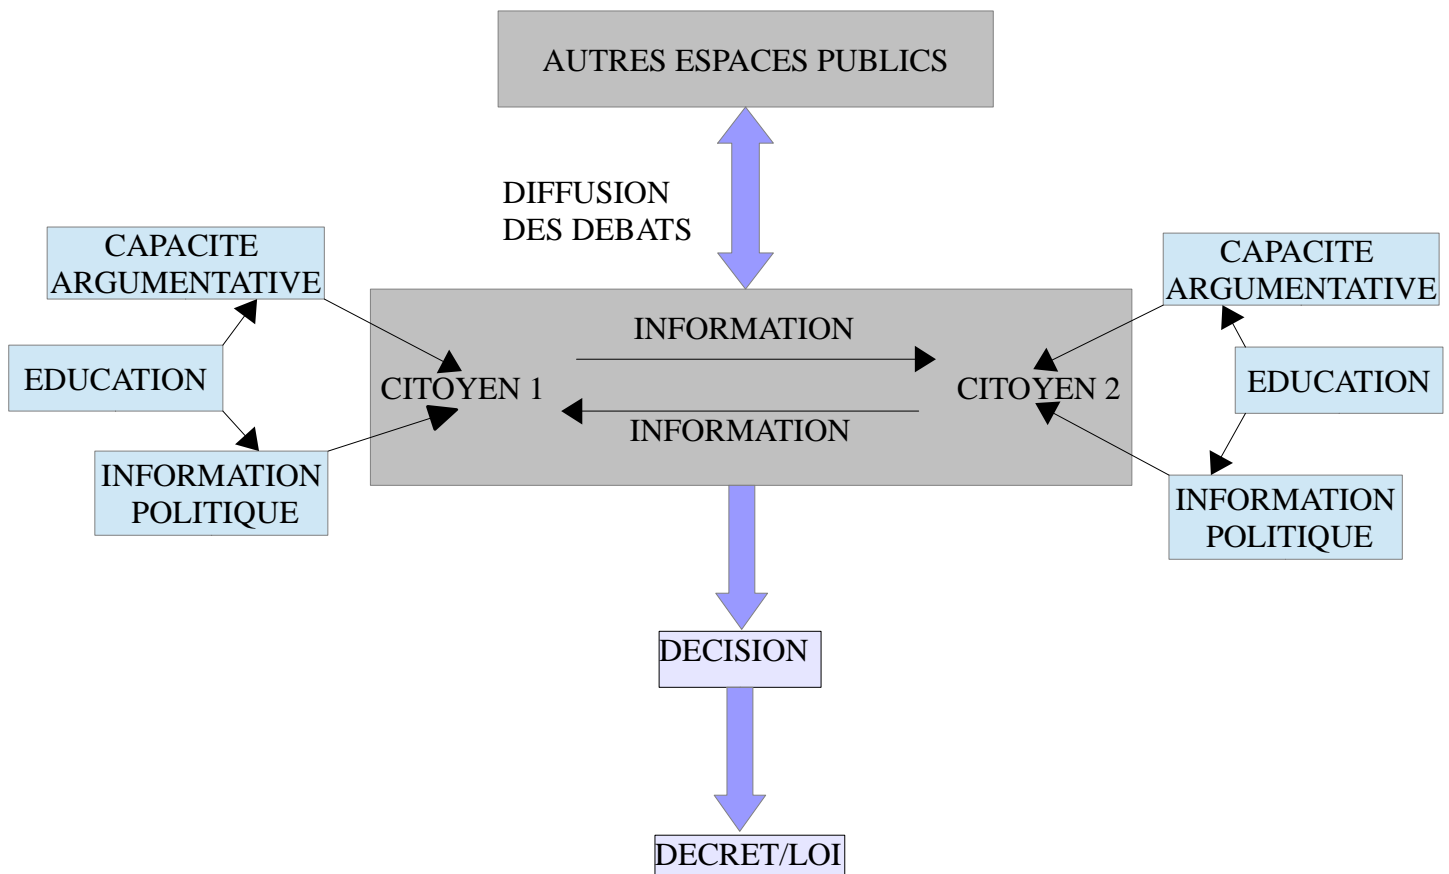 AUTRES ESPACES PUBLICS
DIFFUSION
DES DEBATS
CAPACITE
ARGUMENTATIVE
EDUCATION
INFORMATION
POLITIQUE
INFORMATION
CITOYEN 1
CITOYEN 2
INFORMATION
CAPACITE
ARGUMENTATIVE
EDUCATION
INFORMATION
POLITIQUE
DECISION
DECRET/LOI